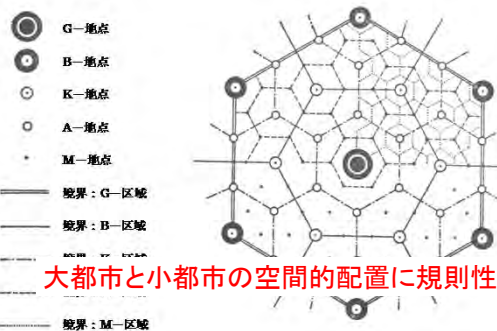 G—地点
B—地点
K—地点
A—地点
M—地点
境界:G—区域
境界:B—区域
大都市と小都市の空間的配置に規則性
境界:M—区域